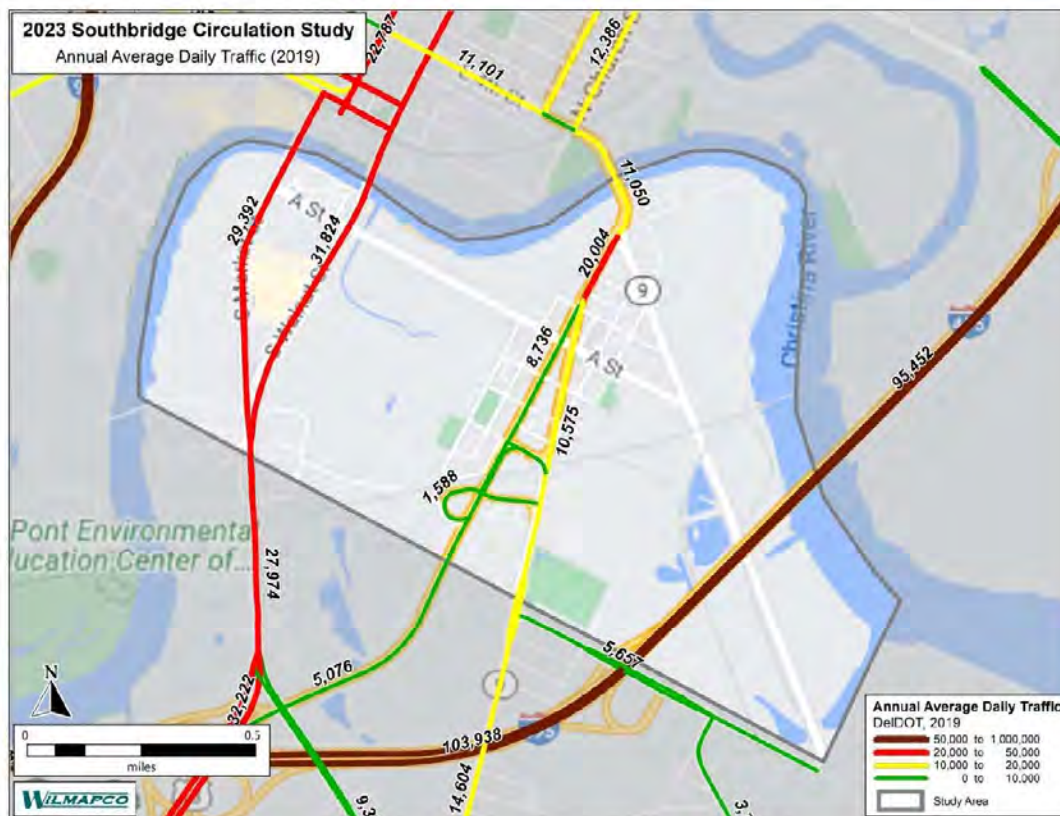 2023 Southbridge Circulation Study
Annual Average Daily Traffic (2019)
22,787
11,101
12,386
11,050
A St
29,392
31,824
20,004
9
Christina River
8,736
A St
95,452
10,575
1,588
Pont Environmental
ucation Center of...
27,974
5,076
5,657
32,222
103,938
14,604
9,3
3,
N
0 0.5
miles
WILMAPCO
Annual Average Daily Traffic
DelDOT, 2019
50,000 to 1,000,000
20,000 to 50,000
10,000 to 20,000
0 to 10,000
Study Area